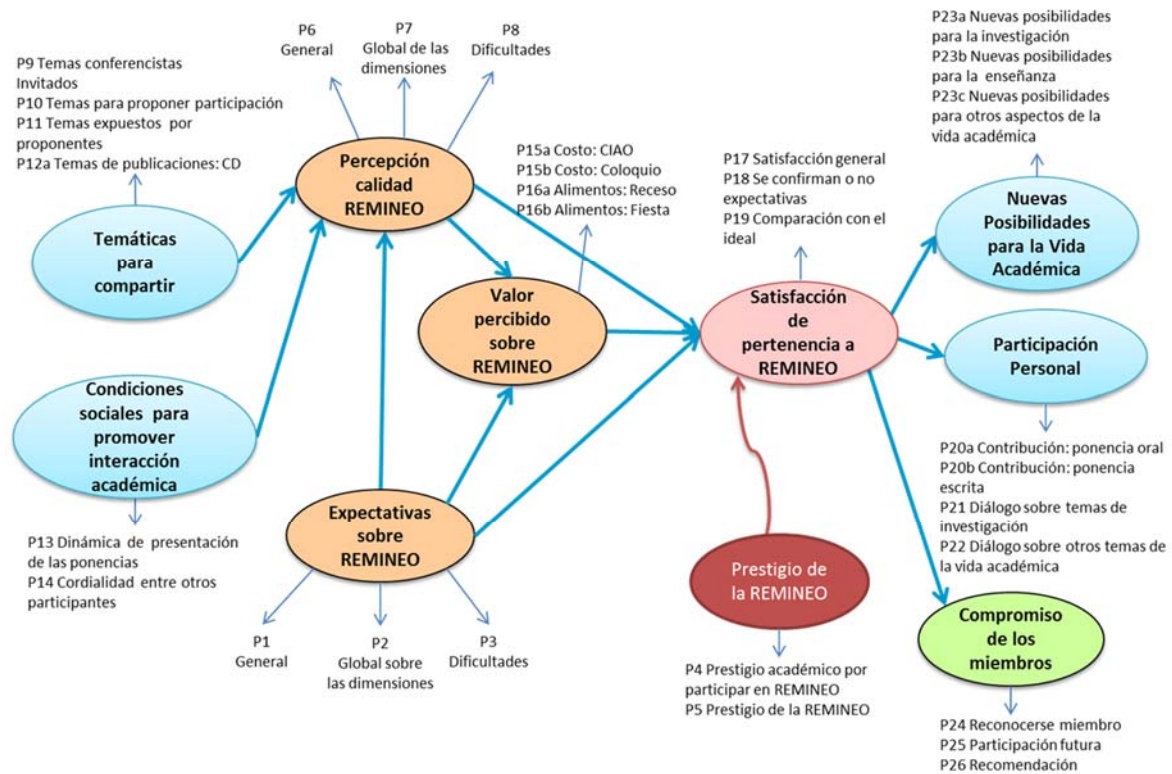 P9 Temas conferencistas
Invitados
P10 Temas para proponer participación
P11 Temas expuestos por
proponentes
P12a Temas de publicaciones: CD
P6
General
P7
Global de las
dimensiones
P8
Dificultades
P23a Nuevas posibilidades
para la investigación
P23b Nuevas posibilidades
para la enseñanza
P23c Nuevas posibilidades
para otros aspectos de la
vida académica
Percepción
calidad
REMINEO
P15a Costo: CIAO
P15b Costo: Coloquio
P16a Alimentos: Receso
P16b Alimentos: Fiesta
P17 Satisfacción general
P18 Se confirman o no
expectativas
P19 Comparación con el
ideal
Temáticas
para
compartir
Nuevas
Posibilidades
para la Vida
Académica
Valor
percibido sobre
REMINEO
Satisfacción
de
pertenencia a
REMINEO
Participación
Personal
Condiciones
sociales para
promover
interacción
académica
P20a Contribución: ponencia oral
P20b Contribución: ponencia
escrita
P21 Diálogo sobre temas de
investigación
P22 Diálogo sobre otros temas de
la vida académica
P13 Dinámica de presentación
de las ponencias
P14 Cordialidad entre otros
participantes
Expectativas
sobre
REMINEO
Prestigio de
la REMINEO
Compromiso
de los
miembros
P1
General
P2
Global sobre
las dimensiones
P3
Dificultades
P4 Prestigio académico por
participar en REMINEO
P5 Prestigio de la REMINEO
P24 Reconocerse miembro
P25 Participación futura
P26 Recomendación